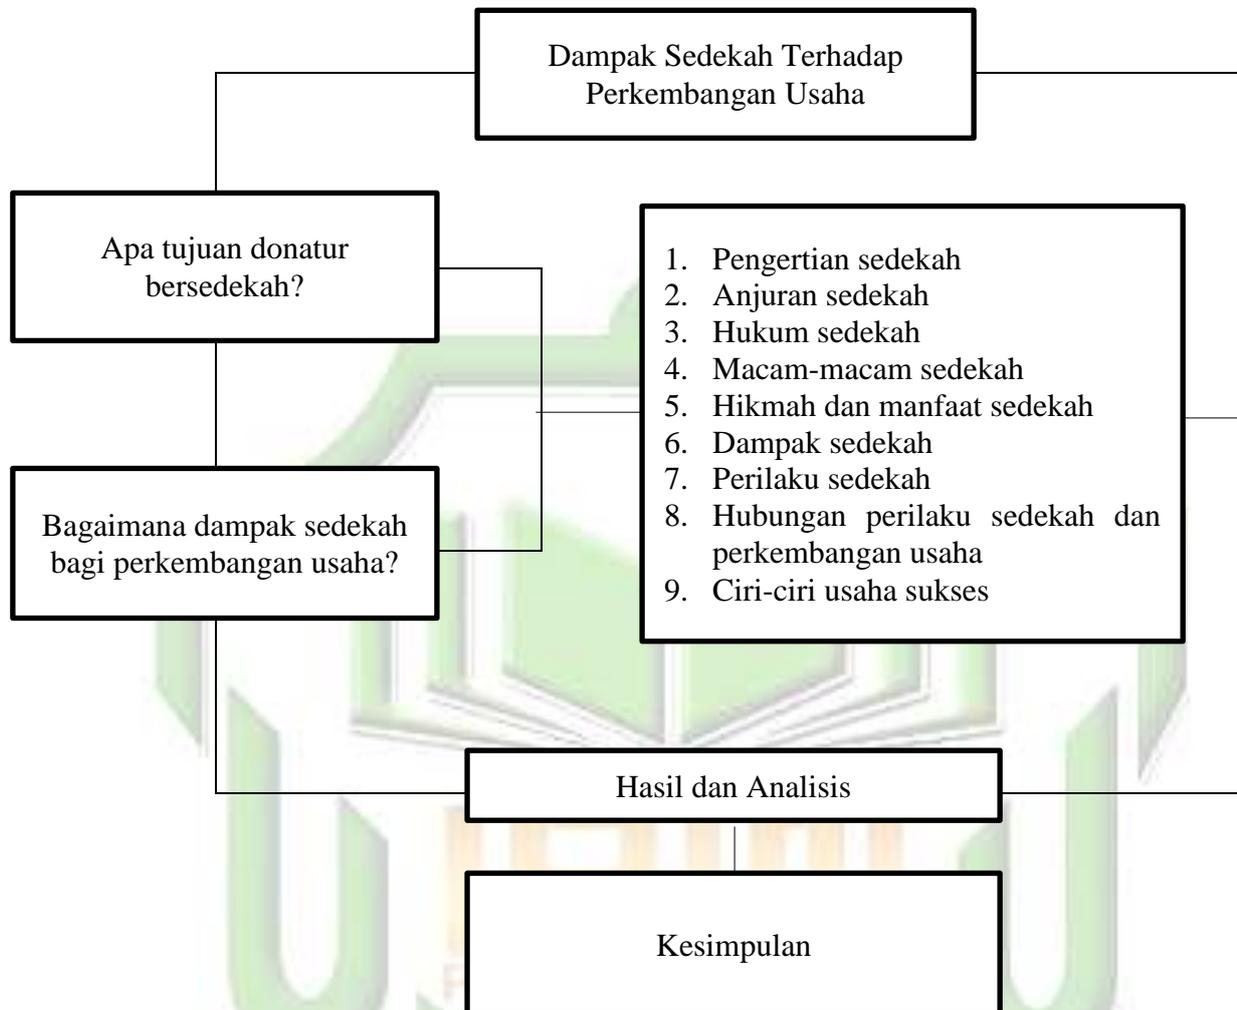 Dampak Sedekah Terhadap
Perkembangan Usaha
Apa tujuan donatur
bersedekah?
Bagaimana dampak sedekah
bagi perkembangan usaha?
1. Pengertian sedekah
2. Anjuran sedekah
3. Hukum sedekah
4. Macam-macam sedekah
5. Hikmah dan manfaat sedekah
6. Dampak sedekah
7. Perilaku sedekah
8. Hubungan perilaku sedekah dan
perkembangan usaha
9. Ciri-ciri usaha sukses
Hasil dan Analisis
Kesimpulan